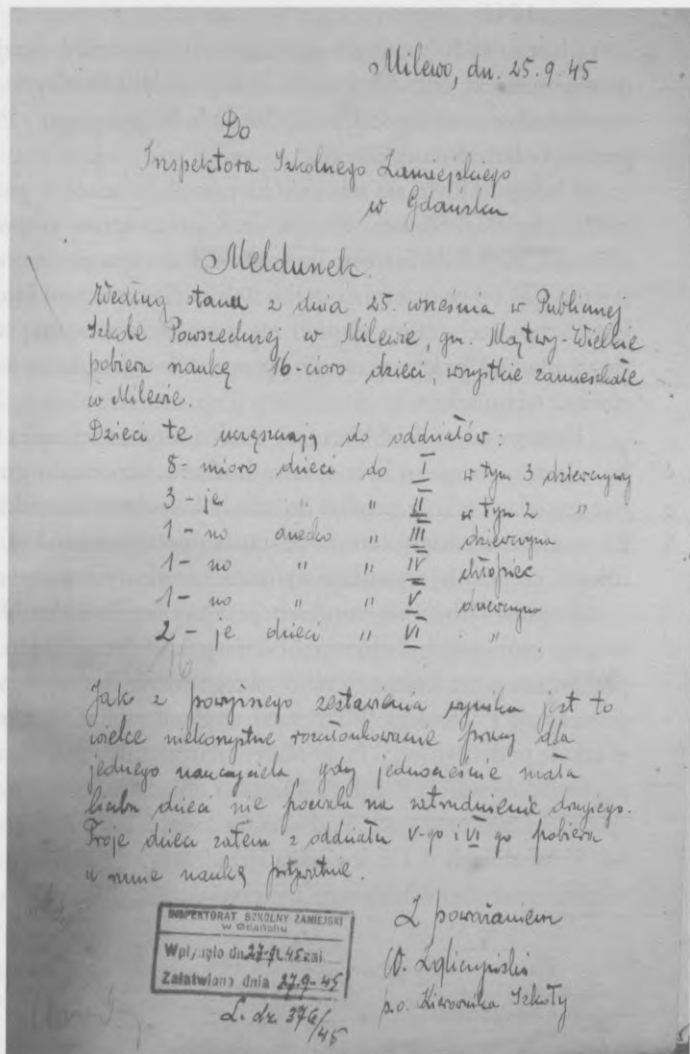 Milewo, dn. 25.9.45
Do
Inspektora Szkolnego Zamiejskiego
w Gdańsku
Meldunek.
Według stanu z dnia 25. września w Publicznej
Szkole Powszechnej w Milewie, gm. Mątwy-Wielkie
pobiera naukę 16-cioro dzieci, wszystkie zamieszkałe
w Milewie.
Dzieci te uczęszczają do oddziałów:
8-mioro dzieci do I w tym 3 dziewczyny
3-je " " II w tym 2 "
1-no dziecko " III dziewczyna
1-no " " IV chłopiec
1-no " " V dziewczyna
2-je dzieci " VI "
16
Jak z powyższego zestawienia wynika jest to
wielce niekorzystne rozczłonkowanie pracy dla
jednego nauczyciela, gdy jednocześnie mała
liczba dzieci nie pozwala na zatrudnienie drugiego.
Troje dzieci zatem z oddziału V-go i VI go pobiera
u mnie naukę prywatnie.
INSPEKTORAT SZKOLNY ZAMIEJSKI
w Gdańsku
Wpłynęło dn. 27.9.45 zał
Załatwiono dnia 27.9-45
L. dz. 376/45
Z poważaniem
W.
p.o. Kierownika Szkoły